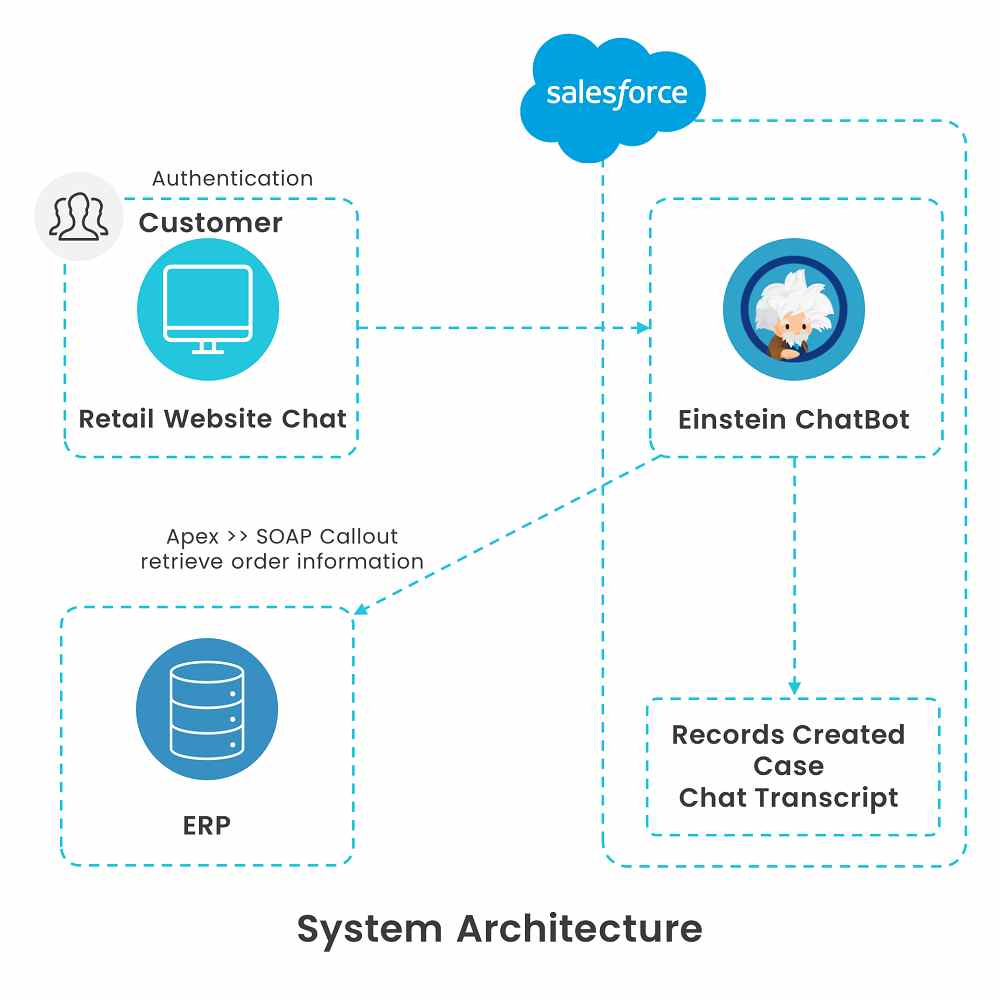 salesforce
Authentication
Customer
Retail Website Chat
Einstein ChatBot
Apex >> SOAP Callout
retrieve order information
ERP
Records Created
Case
Chat Transcript
System Architecture